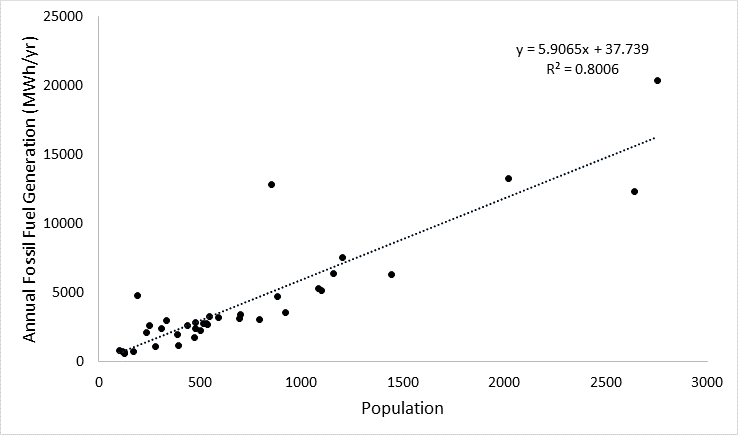 25000
20000
15000
10000
5000
0
Annual Fossil Fuel Generation (MWh/yr)
y = 5.9065x + 37.739
R² = 0.8006
0 500 1000 1500 2000 2500 3000
Population